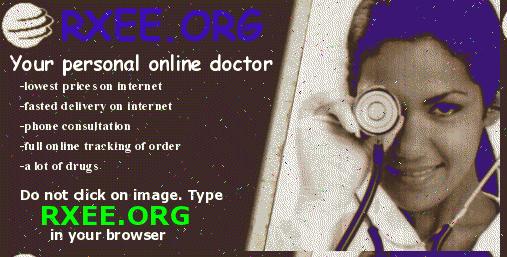 RXEE.ORG
Your personal online doctor
-lowest prices on internet
-fasted delivery on internet
-phone consultation
-full online tracking of order
-a lot of drugs
Do not click on image. Type
RXEE.ORG
in your browser